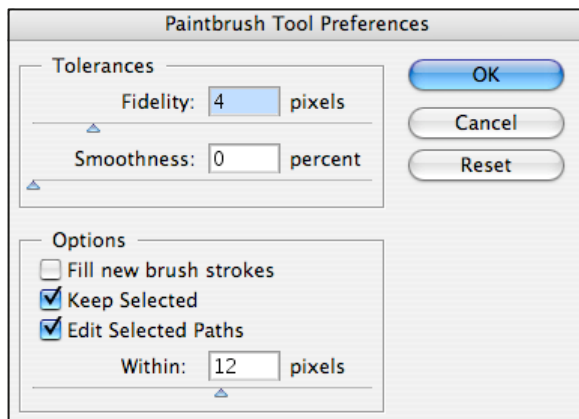 Paintbrush Tool Preferences
Tolerances
Fidelity: 4 pixels
Smoothness: 0 percent
OK
Cancel
Reset
Options
Fill new brush strokes
Keep Selected
Edit Selected Paths
Within: 12 pixels